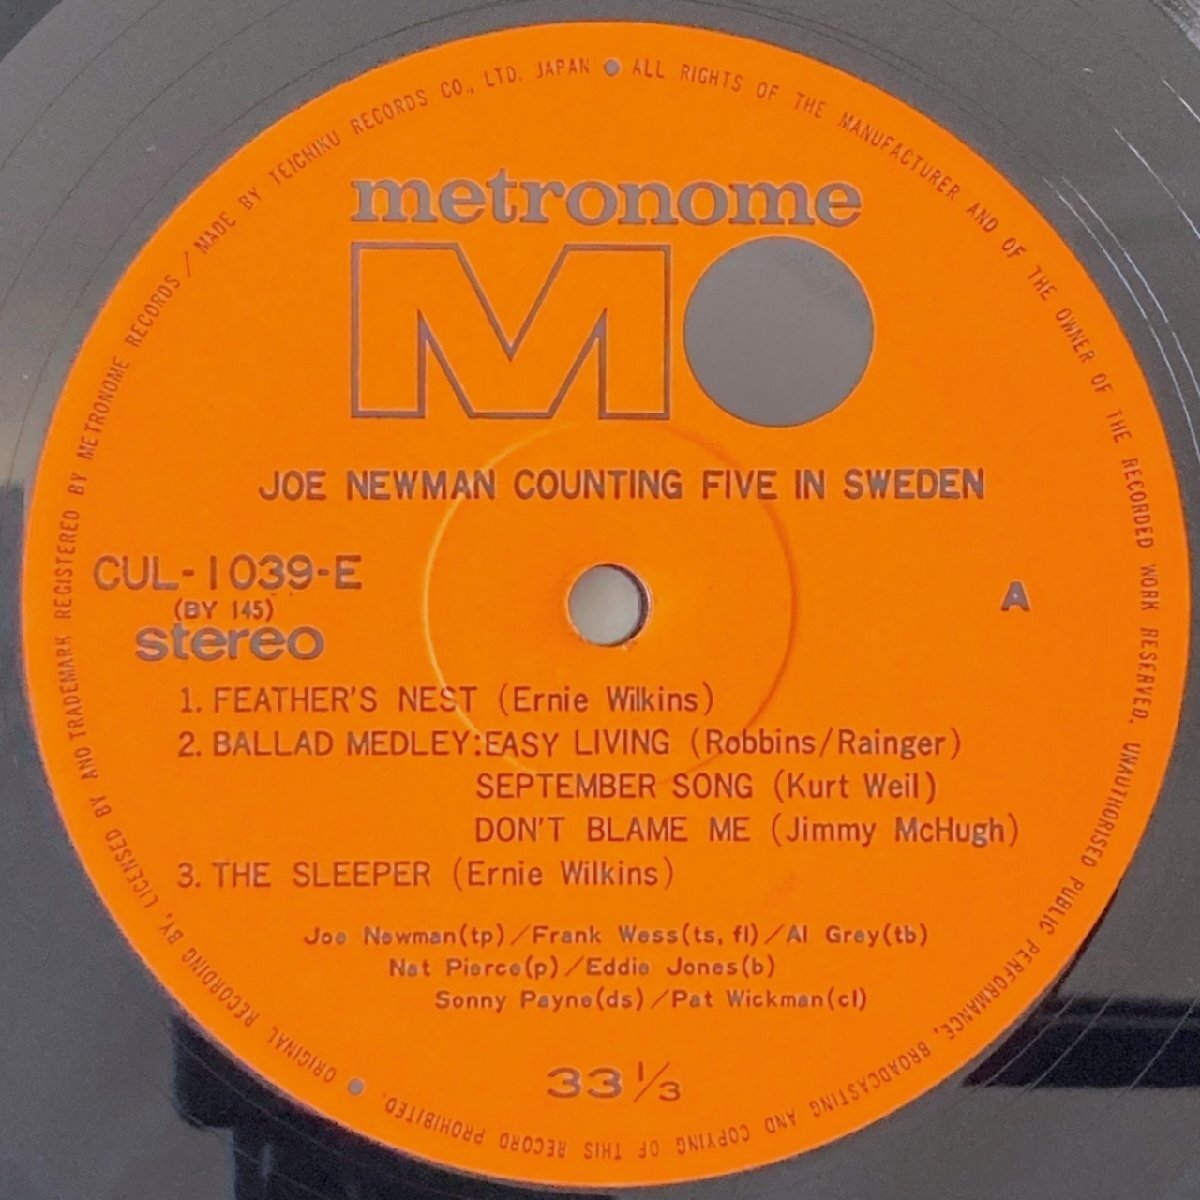 ORIGINAL RECORDING BY, LICENSED BY AND TRADEMARK REGISTERED BY METRONOME RECORDS / MADE BY TEICHIKU RECORDS CO., LTD. JAPAN ● ALL RIGHTS OF THE MANUFACTURER AND OF THE OWNER OF THE RECORDED WORK RESERVED. UNAUTHORISED PUBLIC PERFORMANCE, BROADCASTING AND COPYING OF THIS RECORD PROHIBITED. ●
metronome
M
JOE NEWMAN COUNTING FIVE IN SWEDEN
CUL-1039-E
(BY 145)
stereo
A
1. FEATHER'S NEST (Ernie Wilkins)
2. BALLAD MEDLEY:EASY LIVING (Robbins/Rainger)
SEPTEMBER SONG (Kurt Weil)
DON'T BLAME ME (Jimmy McHugh)
3. THE SLEEPER (Ernie Wilkins)
Joe Newman(tp)/Frank Wess(ts, fl)/Al Grey(tb)
Nat Pierce(p)/Eddie Jones(b)
Sonny Payne(ds)/Pat Wickman(cl)
33 1/3